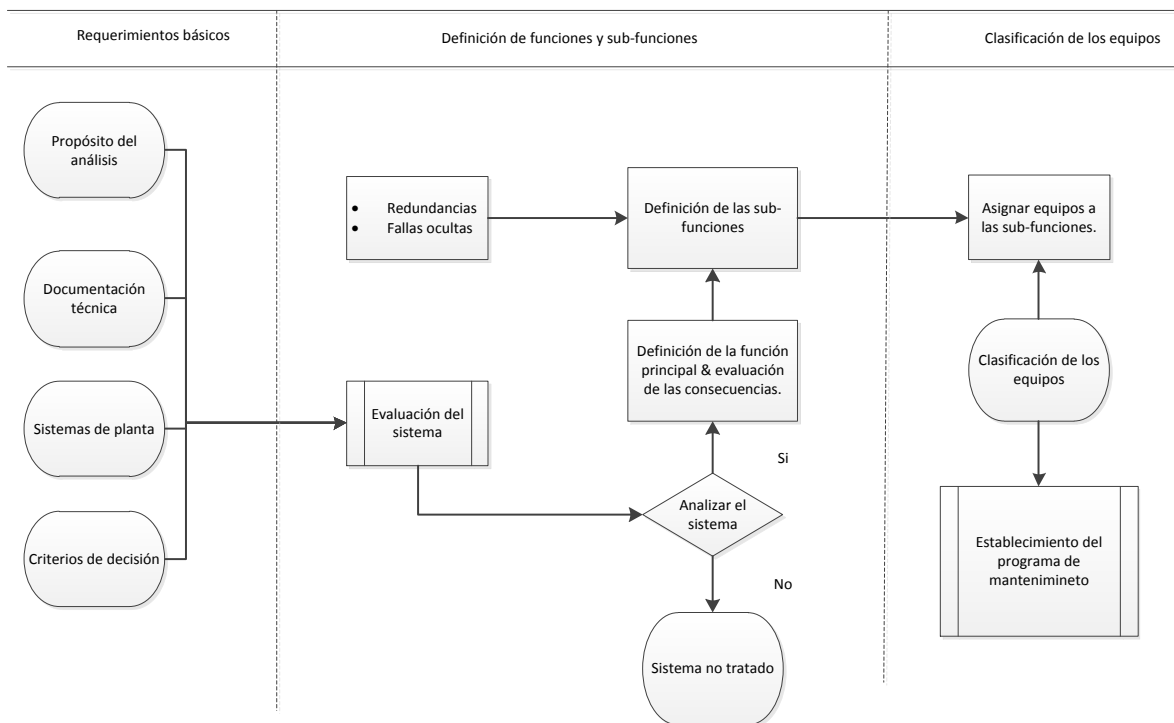 Requerimientos básicos
Definición de funciones y sub-funciones
Clasificación de los equipos
Propósito del
análisis
Documentación
técnica
Sistemas de planta
Criterios de decisión
• Redundancias
• Fallas ocultas
Definición de las sub-
funciones
Definición de la función
principal & evaluación
de las consecuencias.
Evaluación del
sistema
Si
Analizar el
sistema
No
Sistema no tratado
Asignar equipos a
las sub-funciones.
Clasificación de los
equipos
Establecimiento del
programa de
mantenimineto